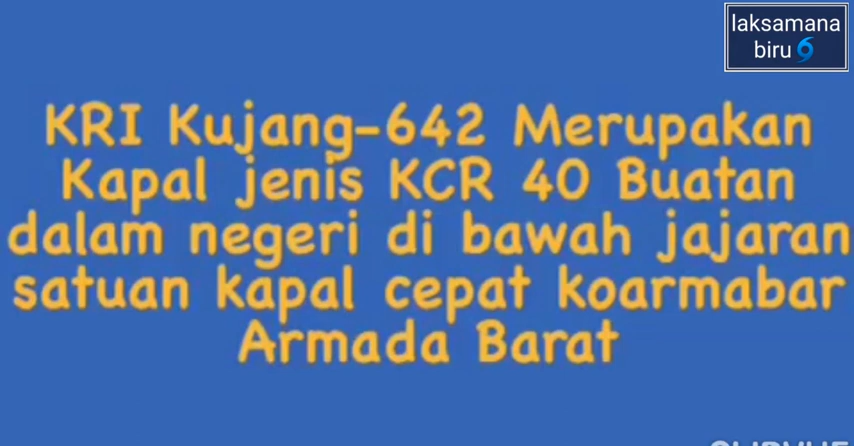 laksamana
biru
KRI Kujang-642 Merupakan
Kapal jenis KCR 40 Buatan
dalam negeri di bawah jajaran
satuan kapal cepat koarmabar
Armada Barat